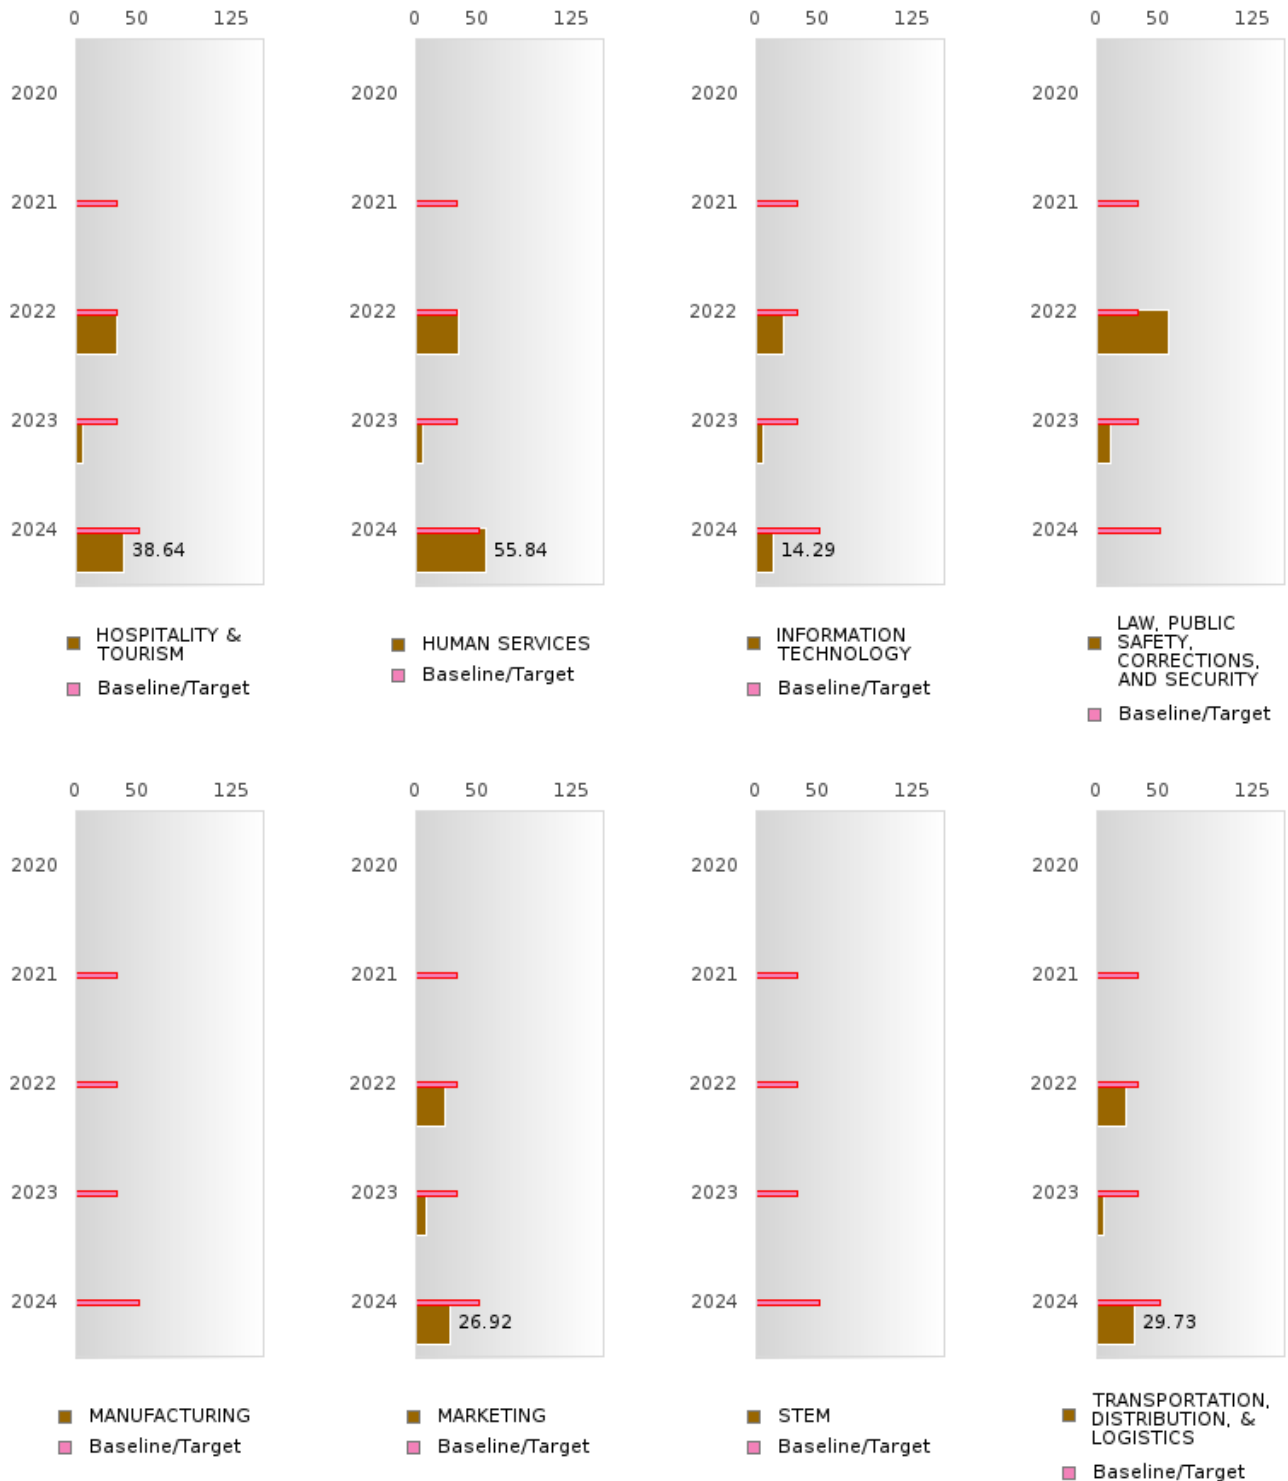 0 50 125
2020
2021
2022
2023
2024
38.64
HOSPITALITY &
TOURISM
Baseline/Target
0 50 125
2020
2021
2022
2023
2024
55.84
HUMAN SERVICES
Baseline/Target
0 50 125
2020
2021
2022
2023
2024
14.29
INFORMATION
TECHNOLOGY
Baseline/Target
0 50 125
2020
2021
2022
2023
2024
LAW, PUBLIC
SAFETY,
CORRECTIONS,
AND SECURITY
Baseline/Target
0 50 125
2020
2021
2022
2023
2024
MANUFACTURING
Baseline/Target
0 50 125
2020
2021
2022
2023
2024
26.92
MARKETING
Baseline/Target
0 50 125
2020
2021
2022
2023
2024
STEM
Baseline/Target
0 50 125
2020
2021
2022
2023
2024
29.73
TRANSPORTATION,
DISTRIBUTION, &
LOGISTICS
Baseline/Target